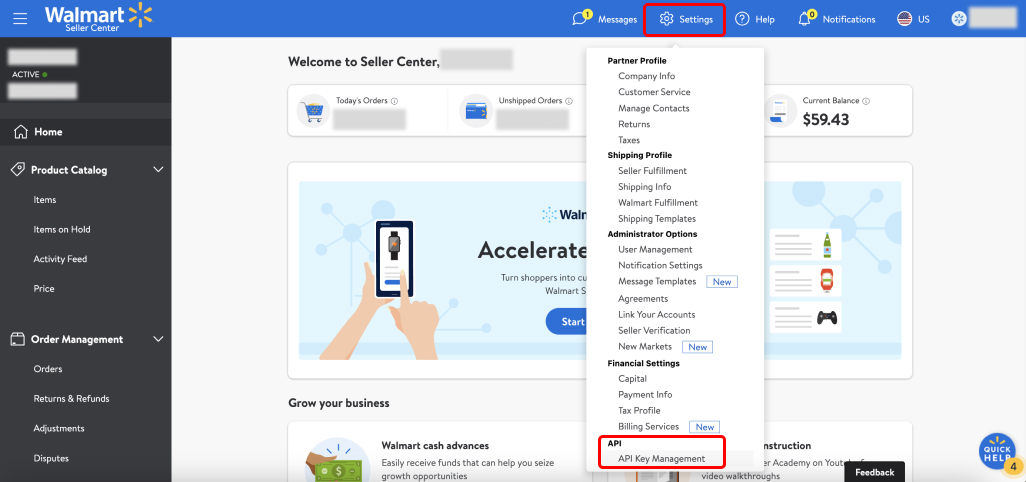 Walmart
Seller Center
1
Messages
Settings
Help
0
Notifications
US
ACTIVE
Home
Product Catalog
Items
Items on Hold
Activity Feed
Price
Order Management
Orders
Returns & Refunds
Adjustments
Disputes
Welcome to Seller Center,
Today's Orders
Unshipped Orders
Current Balance
$59.43
Accelerate
Turn shoppers into
Walmart
Start
Partner Profile
Company Info
Customer Service
Manage Contacts
Returns
Taxes
Shipping Profile
Seller Fulfillment
Shipping Info
Walmart Fulfillment
Shipping Templates
Administrator Options
User Management
Notification Settings
Message Templates New
Agreements
Link Your Accounts
Seller Verification
New Markets New
Financial Settings
Capital
Payment Info
Tax Profile
Billing Services New
API
API Key Management
Grow your business
Walmart cash advances
Easily receive funds that can help you seize
growth opportunities
Academy on
video walkthroughs
QUICK
HELP
4
Feedback